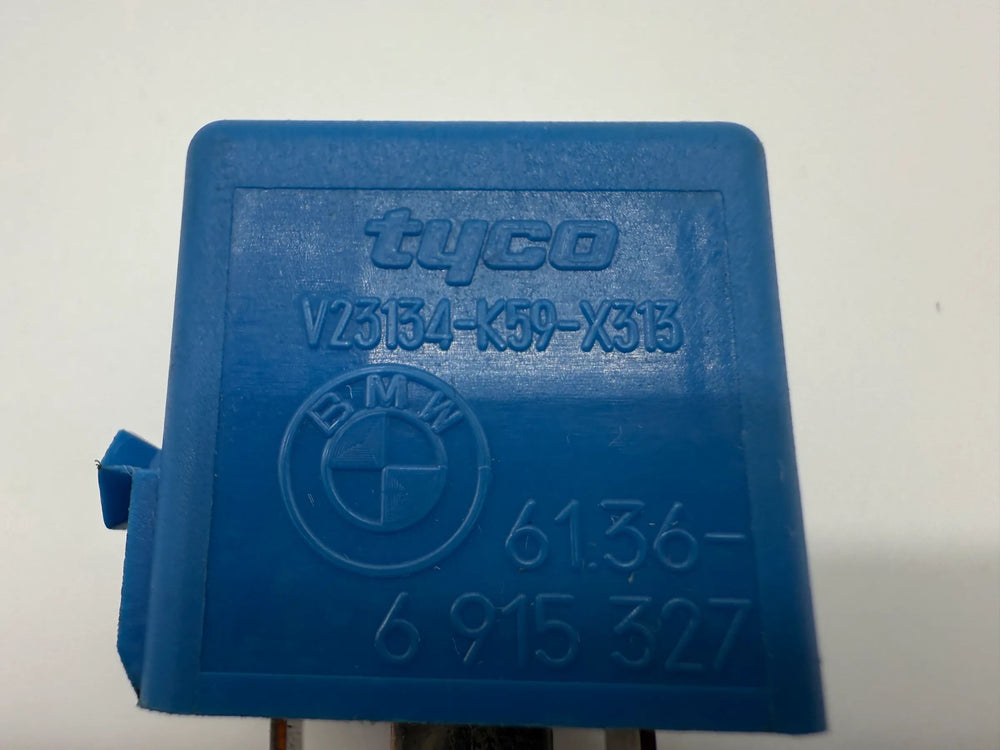 tyco
V23134-K59-X313
BMW
61.36-
6 915 327